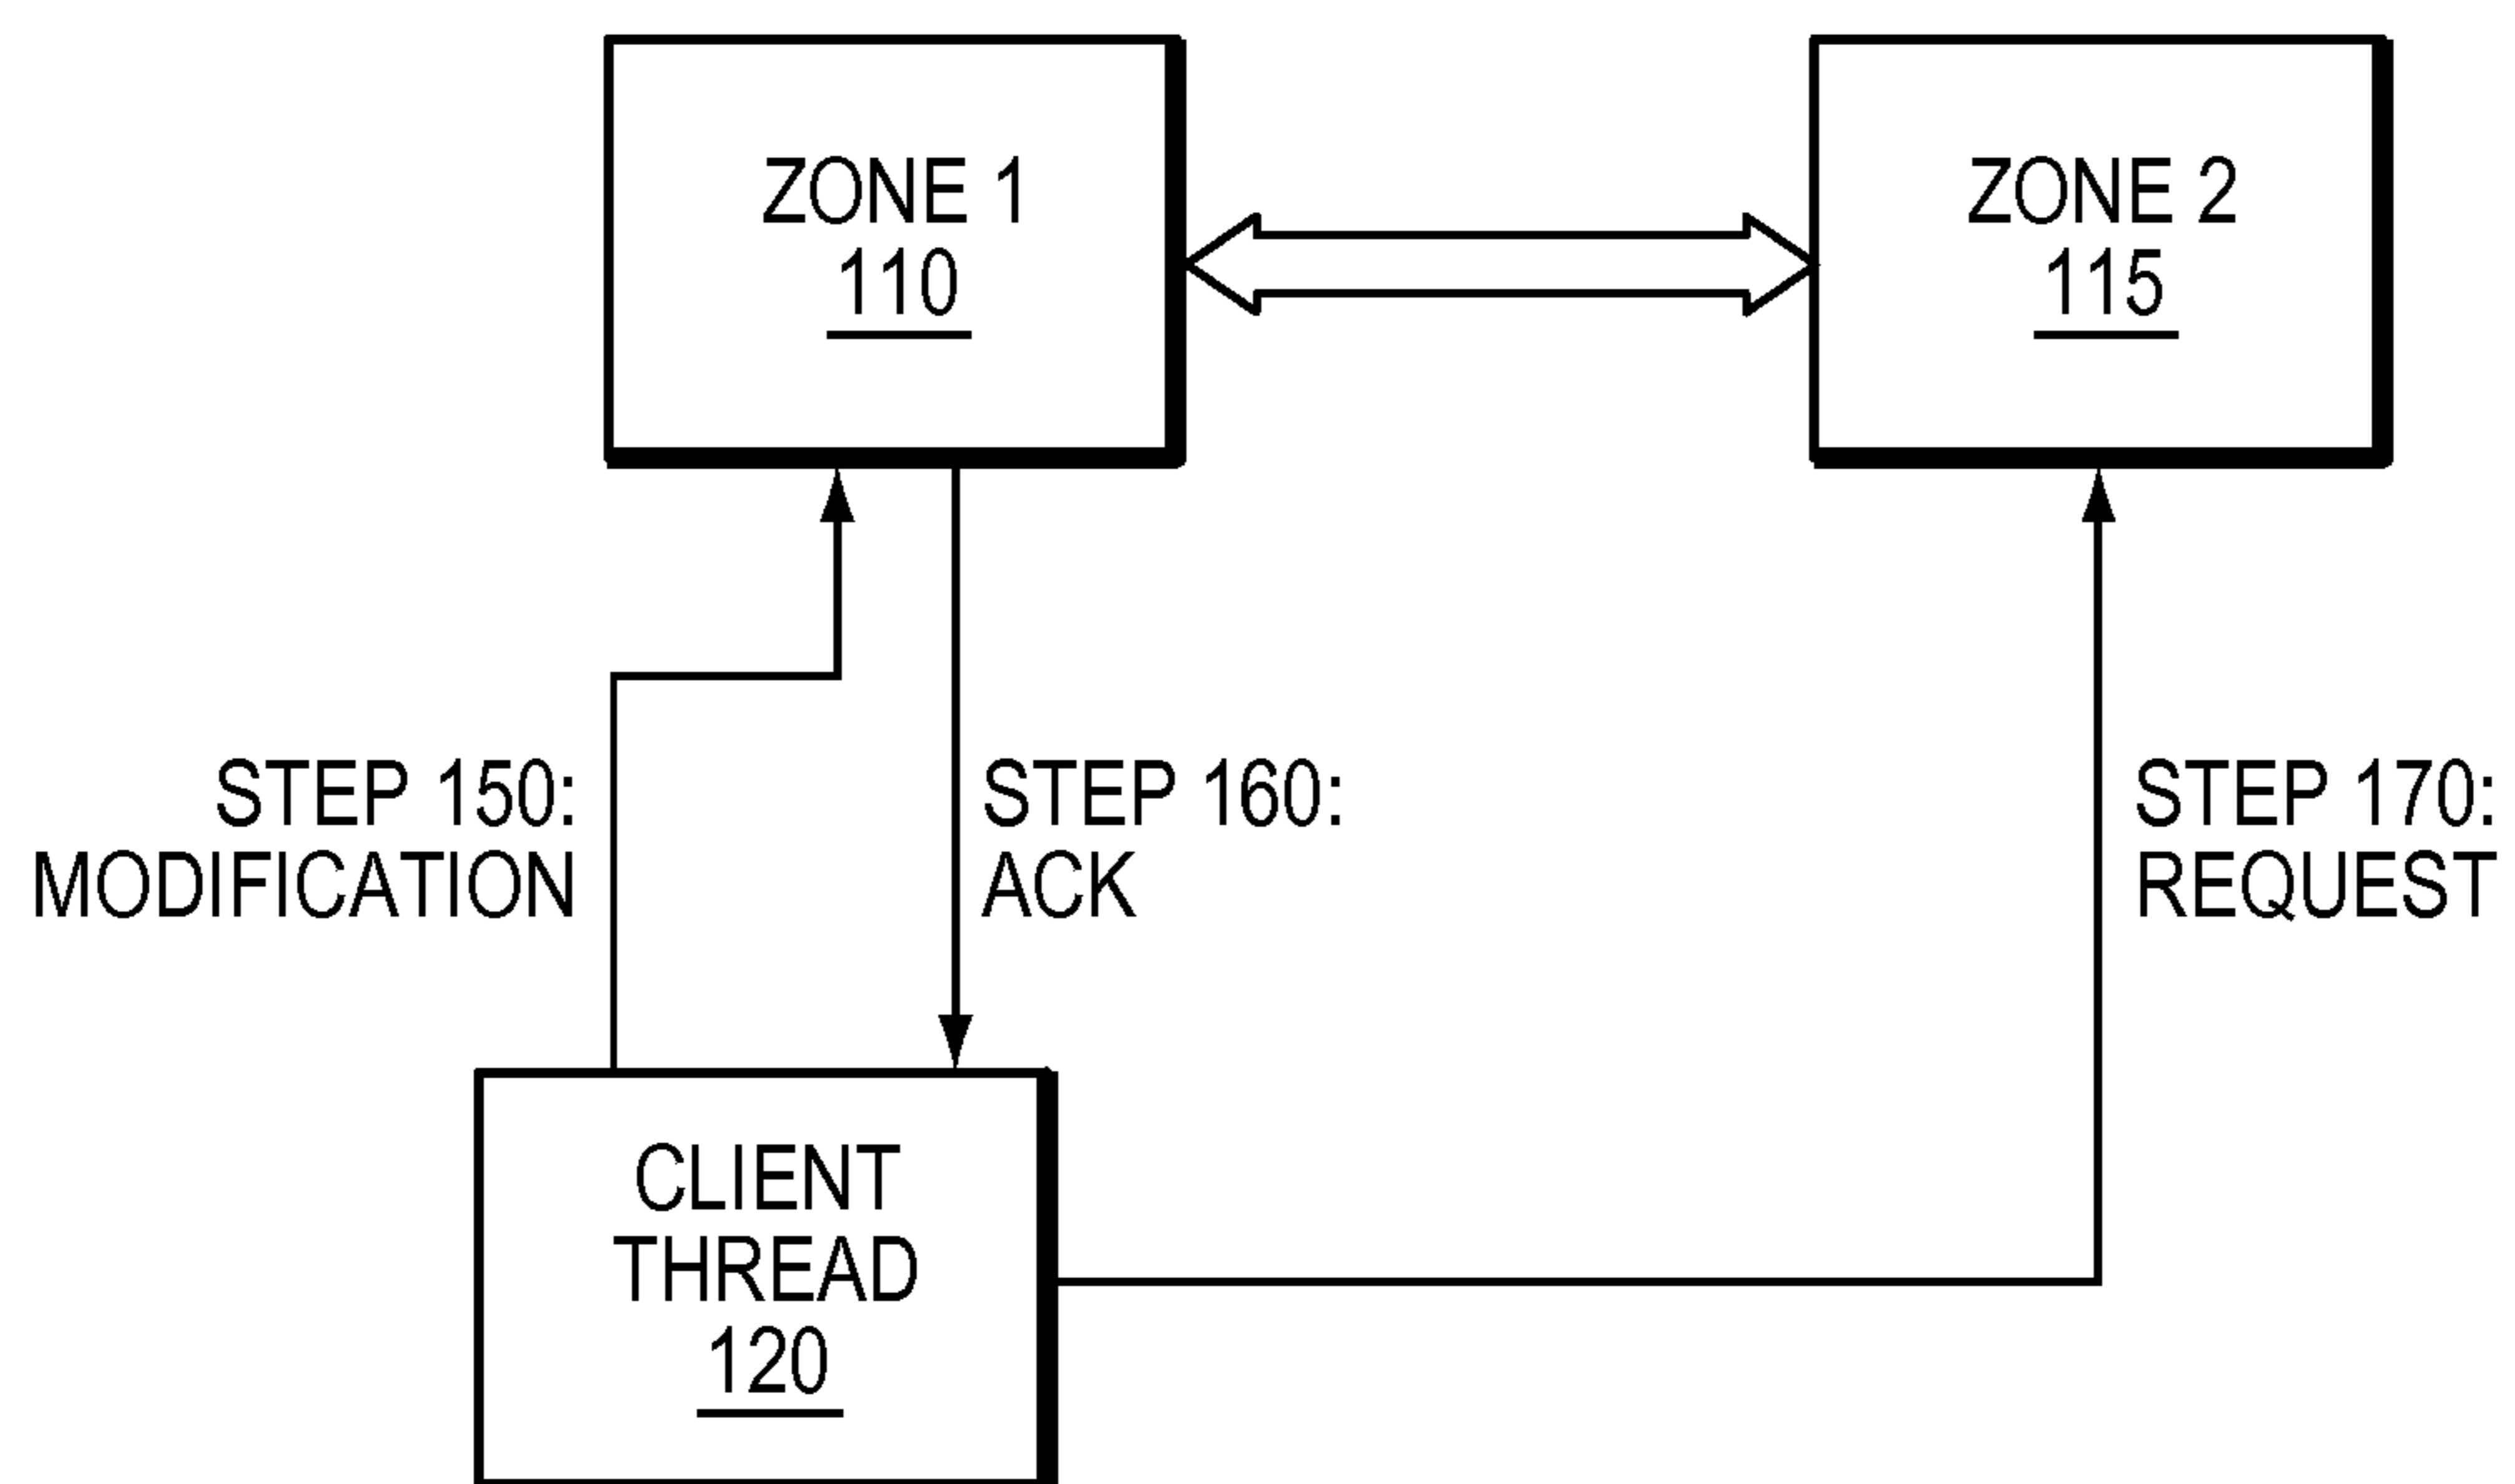 ZONE 1
110
ZONE 2
115
STEP 150:
MODIFICATION
STEP 160:
ACK
STEP 170:
REQUEST
CLIENT
THREAD
120